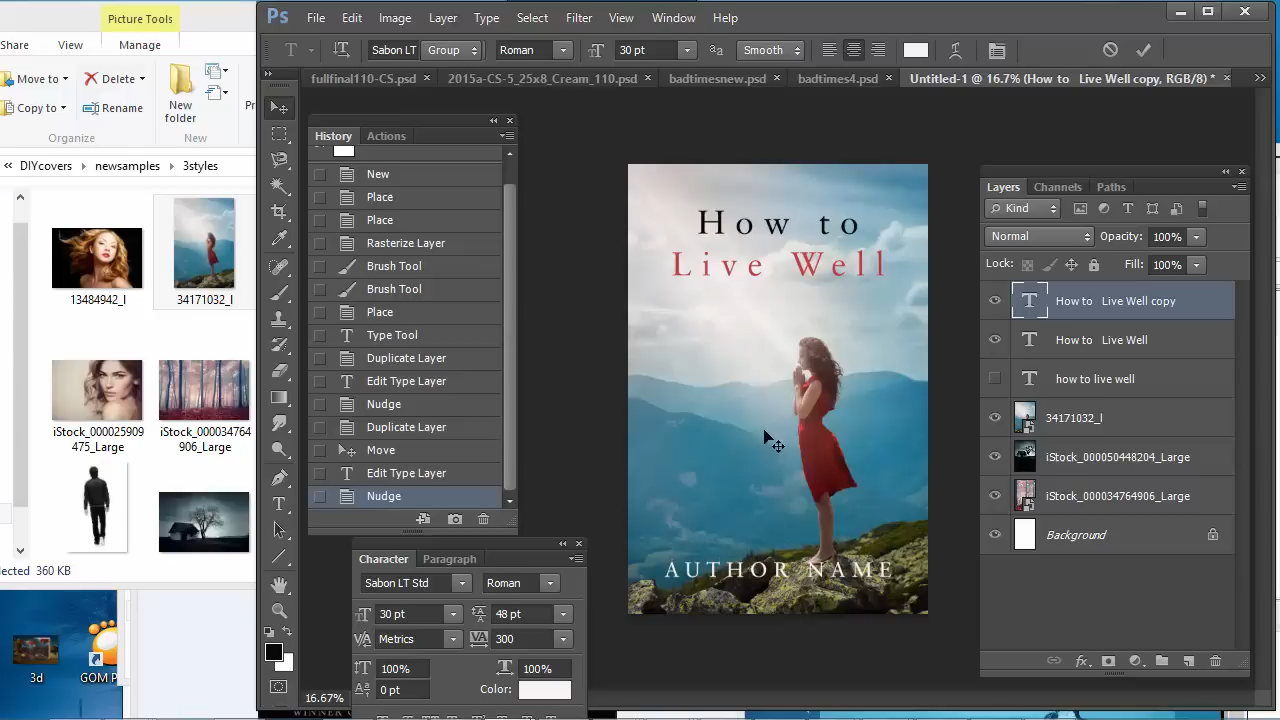 Picture Tools
Share
View
Manage
Move to
Delete
Copy to
Rename
New folder
Organize
New
« DIYcovers › newsamples › 3styles
13484942_l
34171032_l
iStock_000025909475_Large
iStock_000034764906_Large
elected 360 KB
3d
GOM P
Ps File Edit Image Layer Type Select Filter View Window Help
Sabon LT Group Roman 30 pt Smooth
fullfinal110-CS.psd × 2015a-CS-5_25x8_Cream_110.psd × badtimesnew.psd × badtimes4.psd × Untitled-1 @ 16.7% (How to Live Well copy, RGB/8) * ×
History Actions
New
Place
Place
Rasterize Layer
Brush Tool
Brush Tool
Place
Type Tool
Duplicate Layer
Edit Type Layer
Nudge
Duplicate Layer
Move
Edit Type Layer
Nudge
Character Paragraph
Sabon LT Std Roman
30 pt 48 pt
Metrics 300
100% 100%
0 pt Color:
16.67%
How to
Live Well
AUTHOR NAME
Layers Channels Paths
Kind
Normal Opacity: 100%
Lock: Fill: 100%
How to Live Well copy
How to Live Well
how to live well
34171032_l
iStock_000050448204_Large
iStock_000034764906_Large
Background